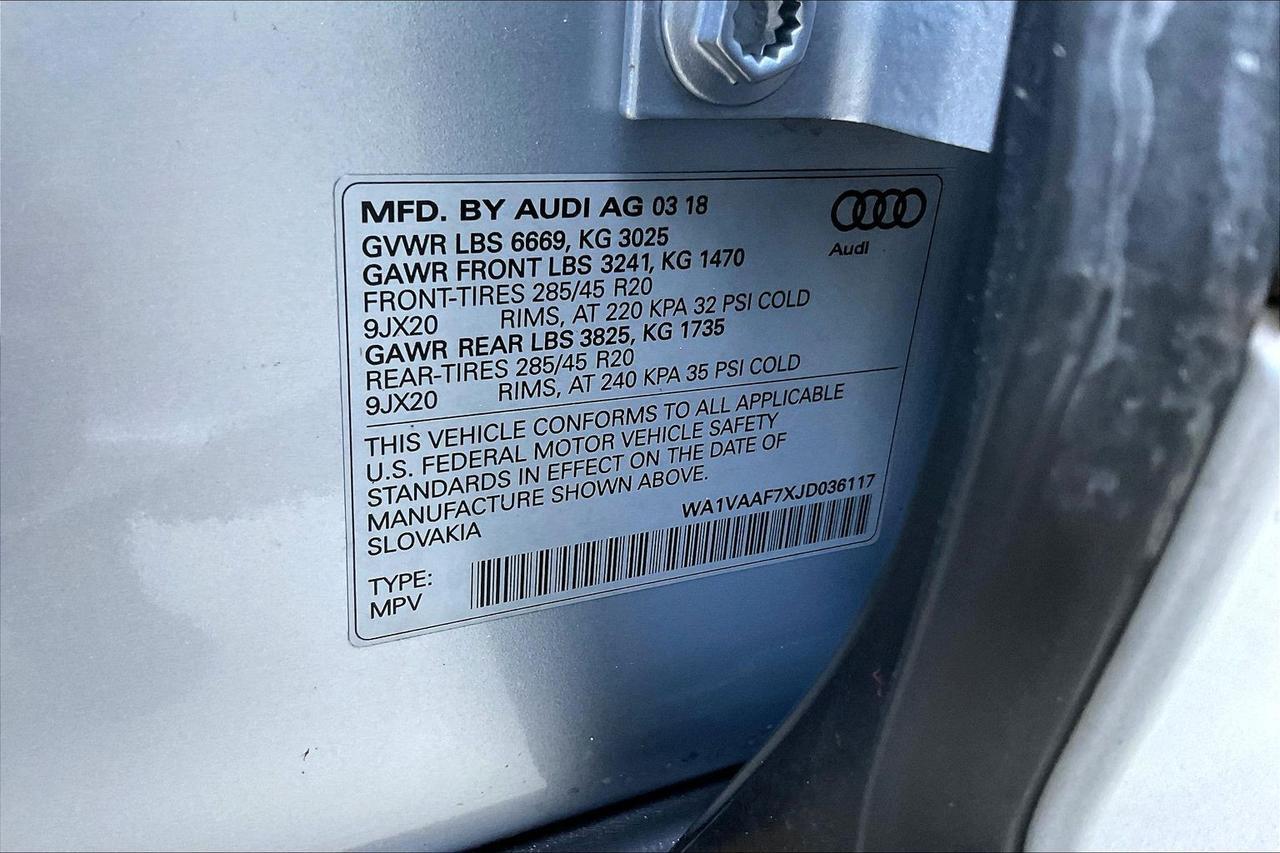 MFD. BY AUDI AG 03 18
Audi
GVWR LBS 6669, KG 3025
GAWR FRONT LBS 3241, KG 1470
FRONT-TIRES 285/45 R20
9JX20 RIMS, AT 220 KPA 32 PSI COLD
GAWR REAR LBS 3825, KG 1735
REAR-TIRES 285/45 R20
9JX20 RIMS, AT 240 KPA 35 PSI COLD
THIS VEHICLE CONFORMS TO ALL APPLICABLE
U.S. FEDERAL MOTOR VEHICLE SAFETY
STANDARDS IN EFFECT ON THE DATE OF
MANUFACTURE SHOWN ABOVE.
SLOVAKIA
WA1VAAF7XJD036117
TYPE:
MPV